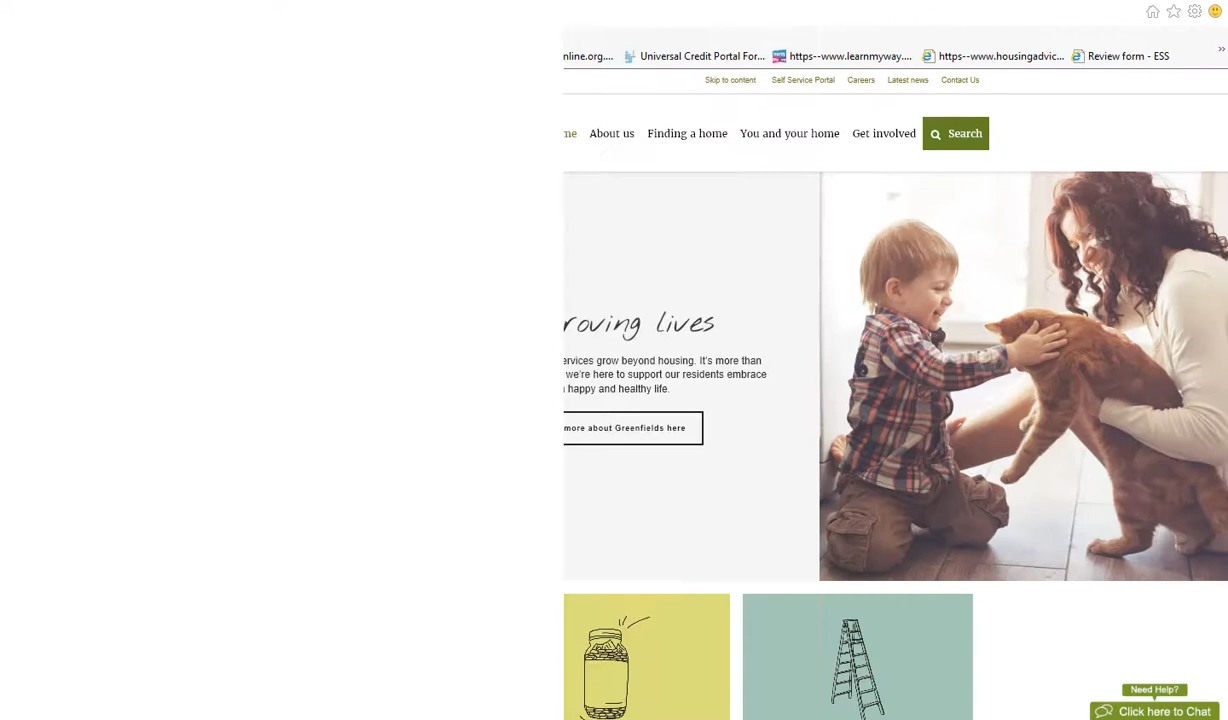 nline.org.... Universal Credit Portal For... https--www.learnmyway.... https--www.housingadvic... Review form - ESS
Skip to content Self Service Portal Careers Latest news Contact Us
me About us Finding a home You and your home Get involved Search
roving lives
ervices grow beyond housing. It's more than
we're here to support our residents embrace
happy and healthy life.
more about Greenfields here
Need Help?
Click here to Chat